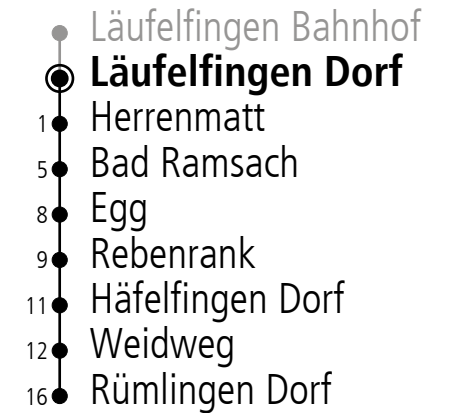 Läufelfingen Bahnhof
Läufelfingen Dorf
1 Herrenmatt
5 Bad Ramsach
8 Egg
9 Rebenrank
11 Häfelfingen Dorf
12 Weidweg
16 Rümlingen Dorf